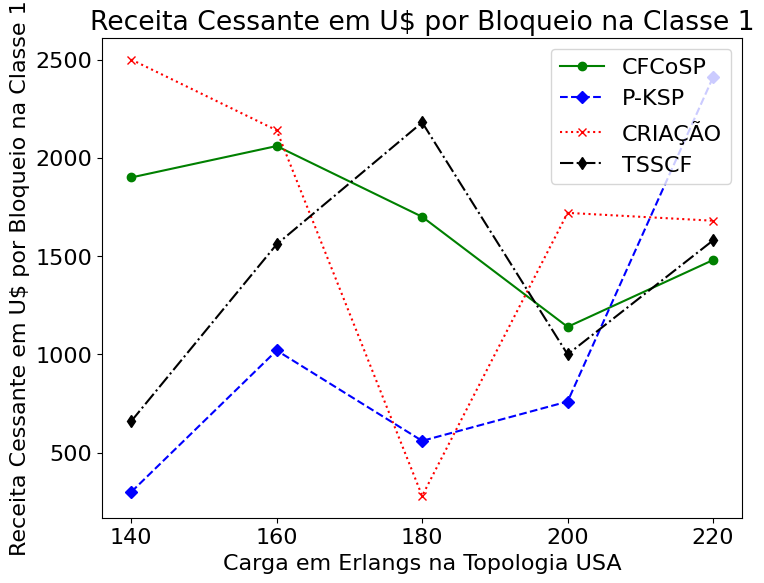 Receita Cessante em U$ por Bloqueio na Classe 1
Receita Cessante em U$ por Bloqueio na Classe 1
2500
2000
1500
1000
500
CFCoSP
P-KSP
CRIAÇÃO
TSSCF
140 160 180 200 220
Carga em Erlangs na Topologia USA